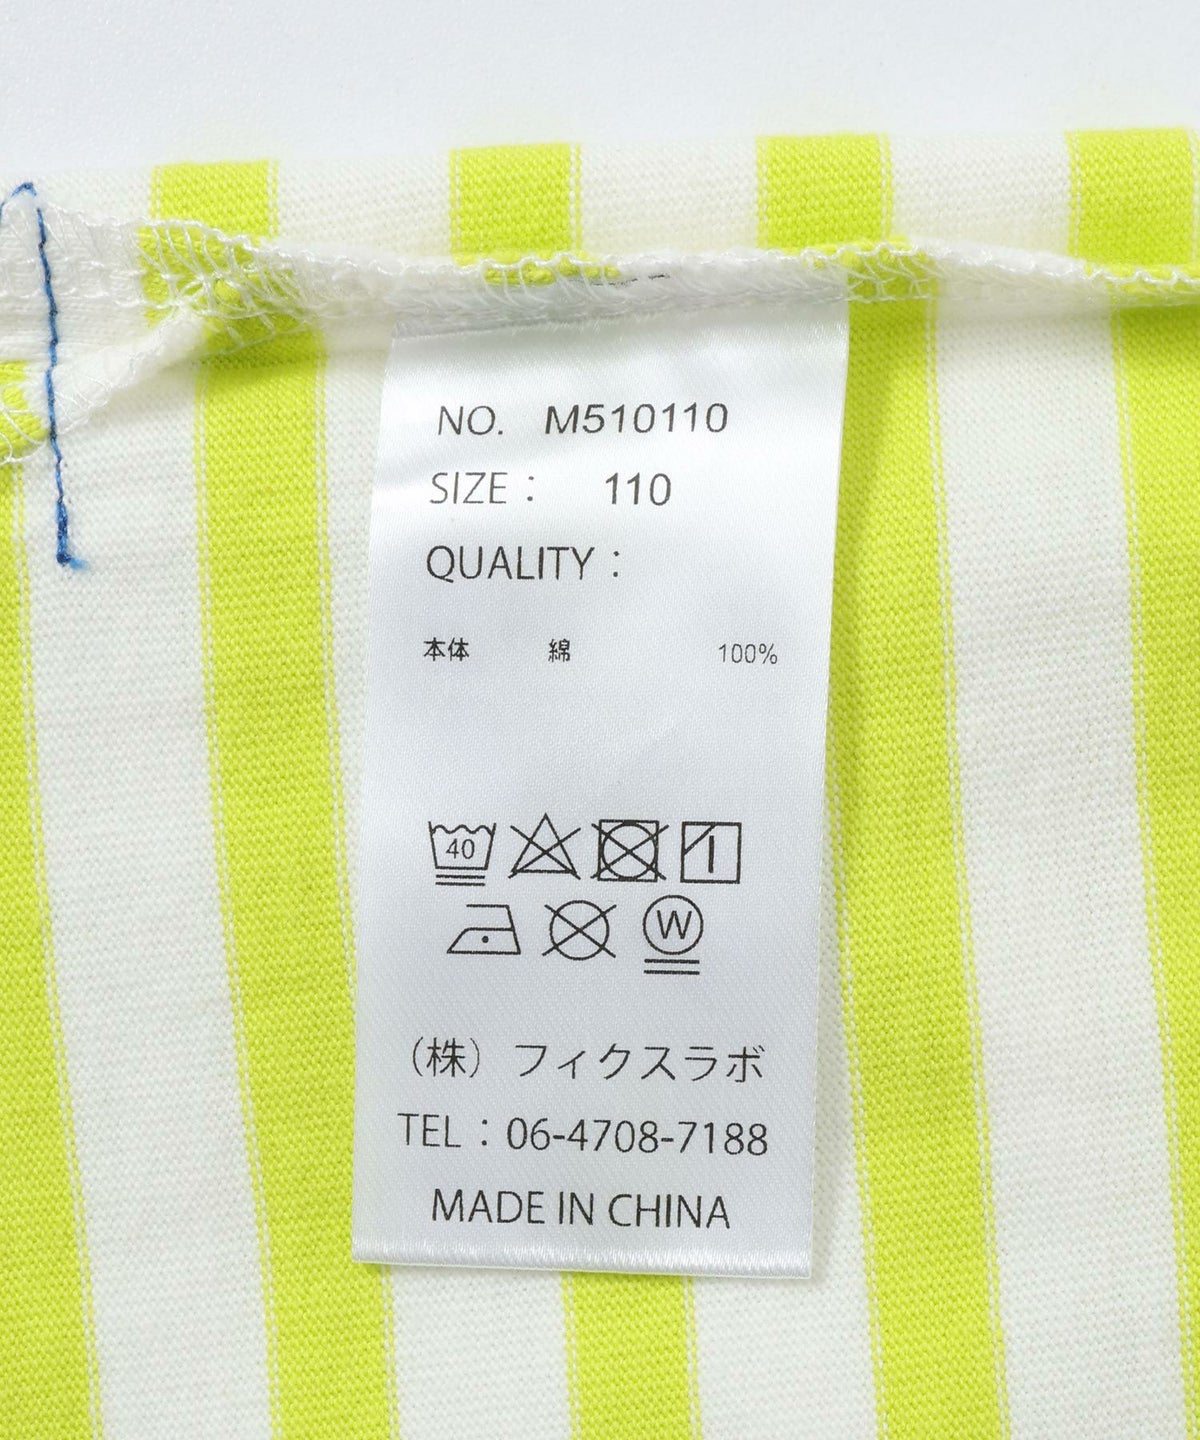 NO. M510110
SIZE： 110
QUALITY：
本体 綿 100%
40
W
（株）フィクスラボ
TEL：06-4708-7188
MADE IN CHINA